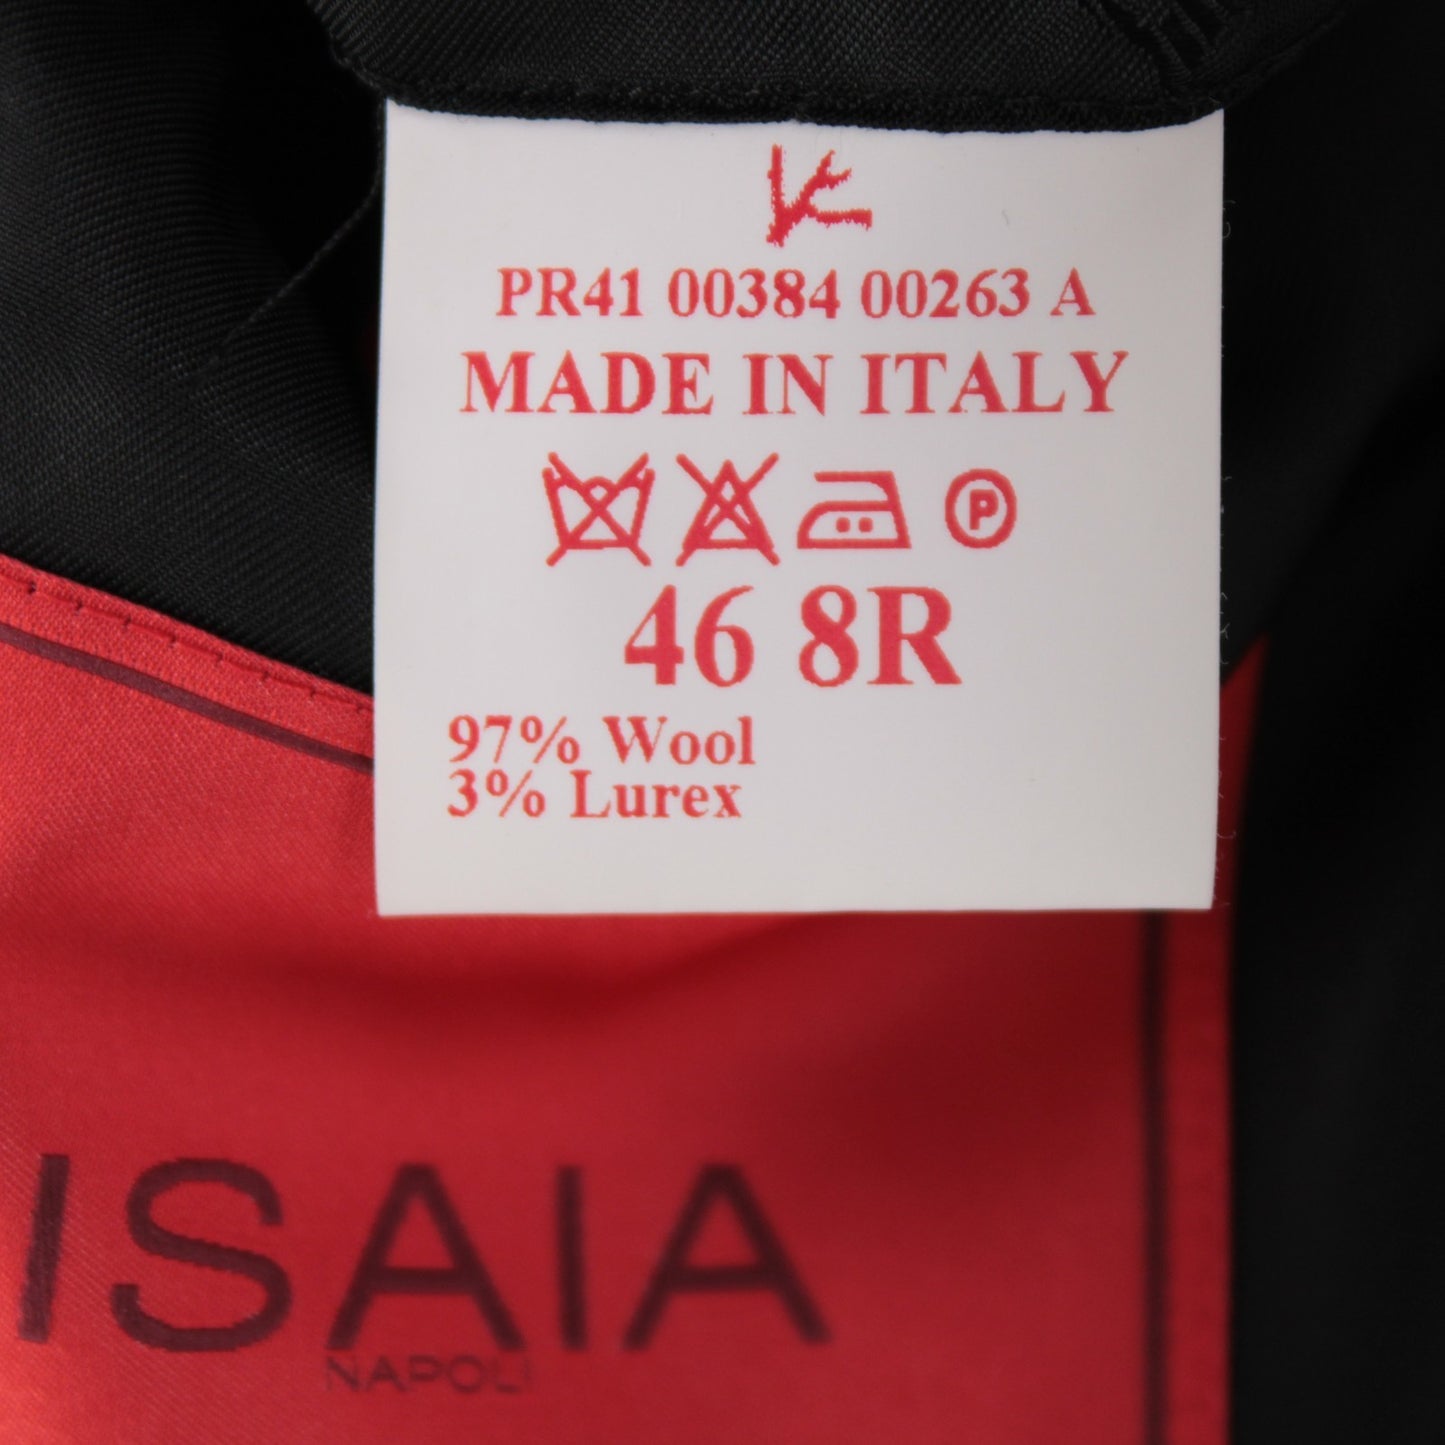 PR41 00384 00263 A
MADE IN ITALY
P
46 8R
97% Wool
3% Lurex
ISAIA
NAPOLI